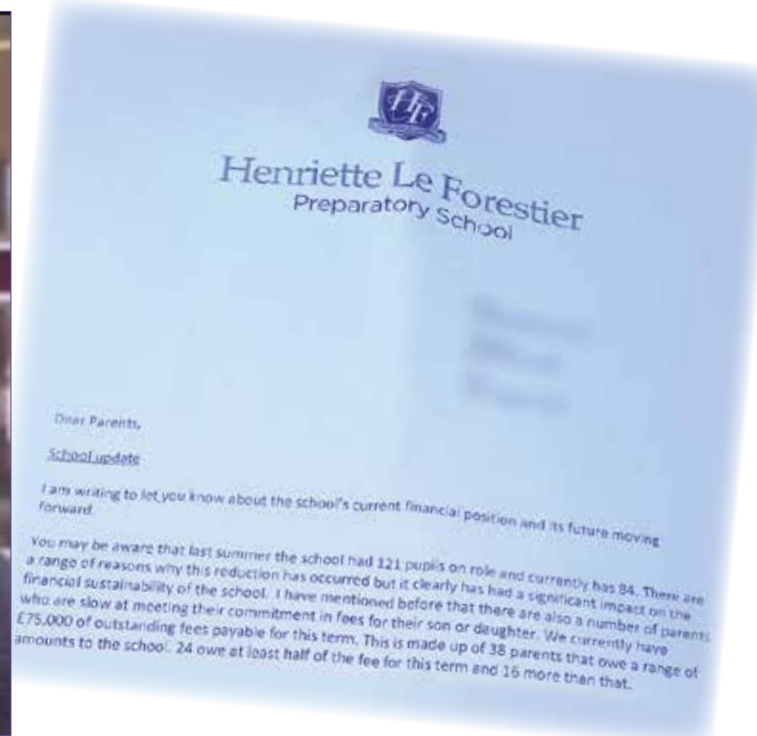 HF
Henriette Le Forestier
Preparatory School
Dear Parents,
School update
I am writing to let you know about the school's current financial position and its future moving
forward.
You may be aware that last summer the school had 121 pupils on role and currently has 84. There are
a range of reasons why this reduction has occurred but it clearly has had a significant impact on the
financial sustainability of the school. I have mentioned before that there are also a number of parents
who are slow at meeting their commitment in fees for their son or daughter. We currently have
£75,000 of outstanding fees payable for this term. This is made up of 38 parents that owe a range of
amounts to the school. 24 owe at least half of the fee for this term and 16 more than that.